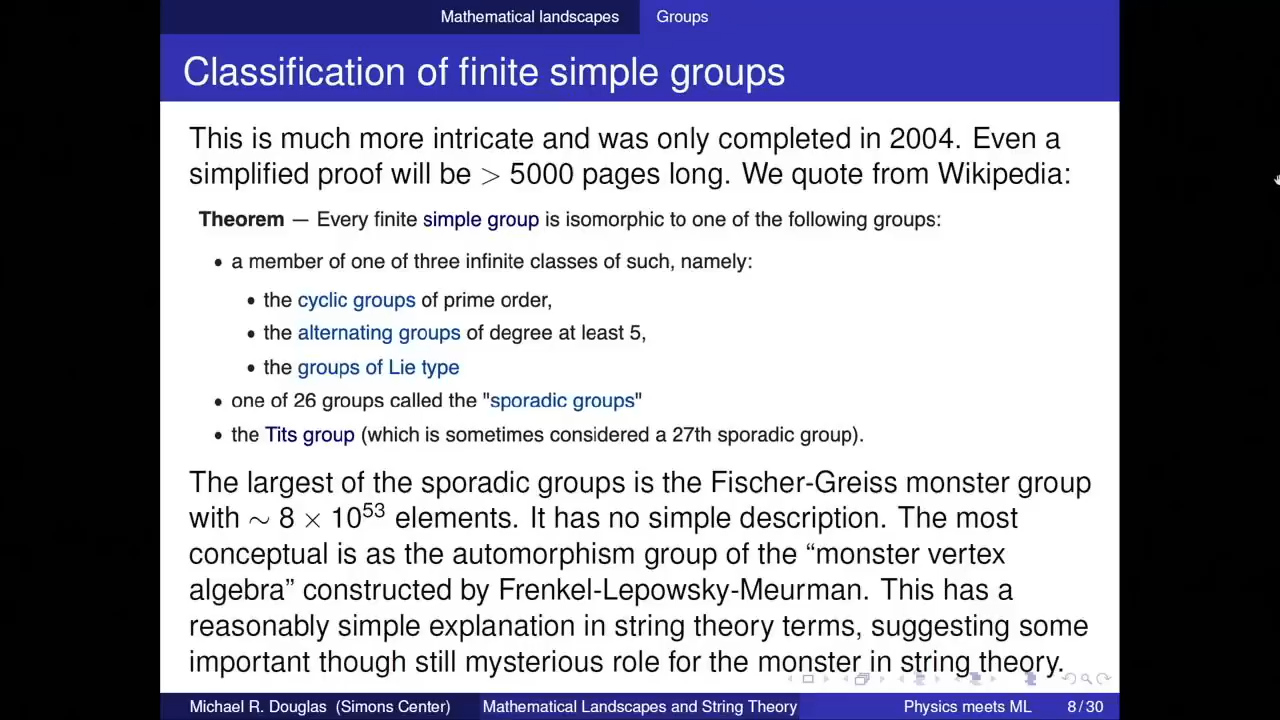 Mathematical landscapes Groups
Classification of finite simple groups
This is much more intricate and was only completed in 2004. Even a
simplified proof will be > 5000 pages long. We quote from Wikipedia:
Theorem — Every finite simple group is isomorphic to one of the following groups:
• a member of one of three infinite classes of such, namely:
• the cyclic groups of prime order,
• the alternating groups of degree at least 5,
• the groups of Lie type
• one of 26 groups called the "sporadic groups"
• the Tits group (which is sometimes considered a 27th sporadic group).
The largest of the sporadic groups is the Fischer-Greiss monster group
with ∼ 8 × 10⁵³ elements. It has no simple description. The most
conceptual is as the automorphism group of the “monster vertex
algebra” constructed by Frenkel-Lepowsky-Meurman. This has a
reasonably simple explanation in string theory terms, suggesting some
important though still mysterious role for the monster in string theory.
Michael R. Douglas (Simons Center) Mathematical Landscapes and String Theory Physics meets ML 8 / 30